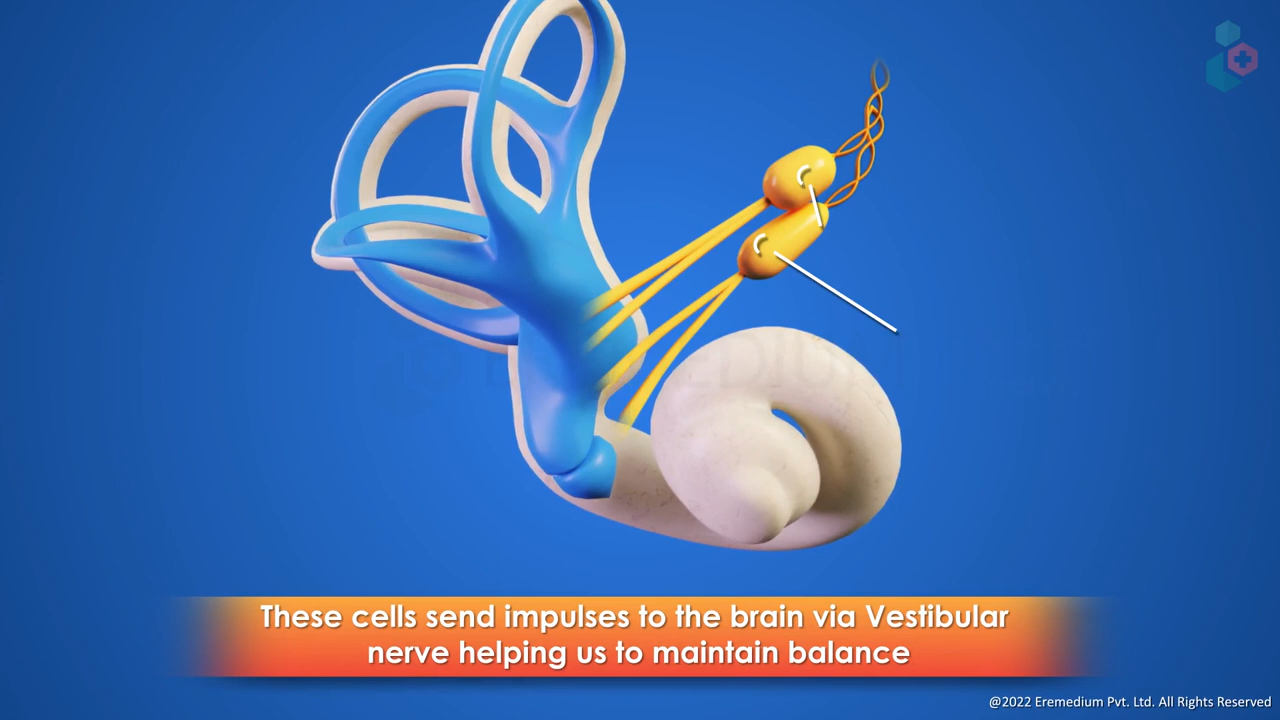 These cells send impulses to the brain via Vestibular
nerve helping us to maintain balance
@2022 Eremedium Pvt. Ltd. All Rights Reserved